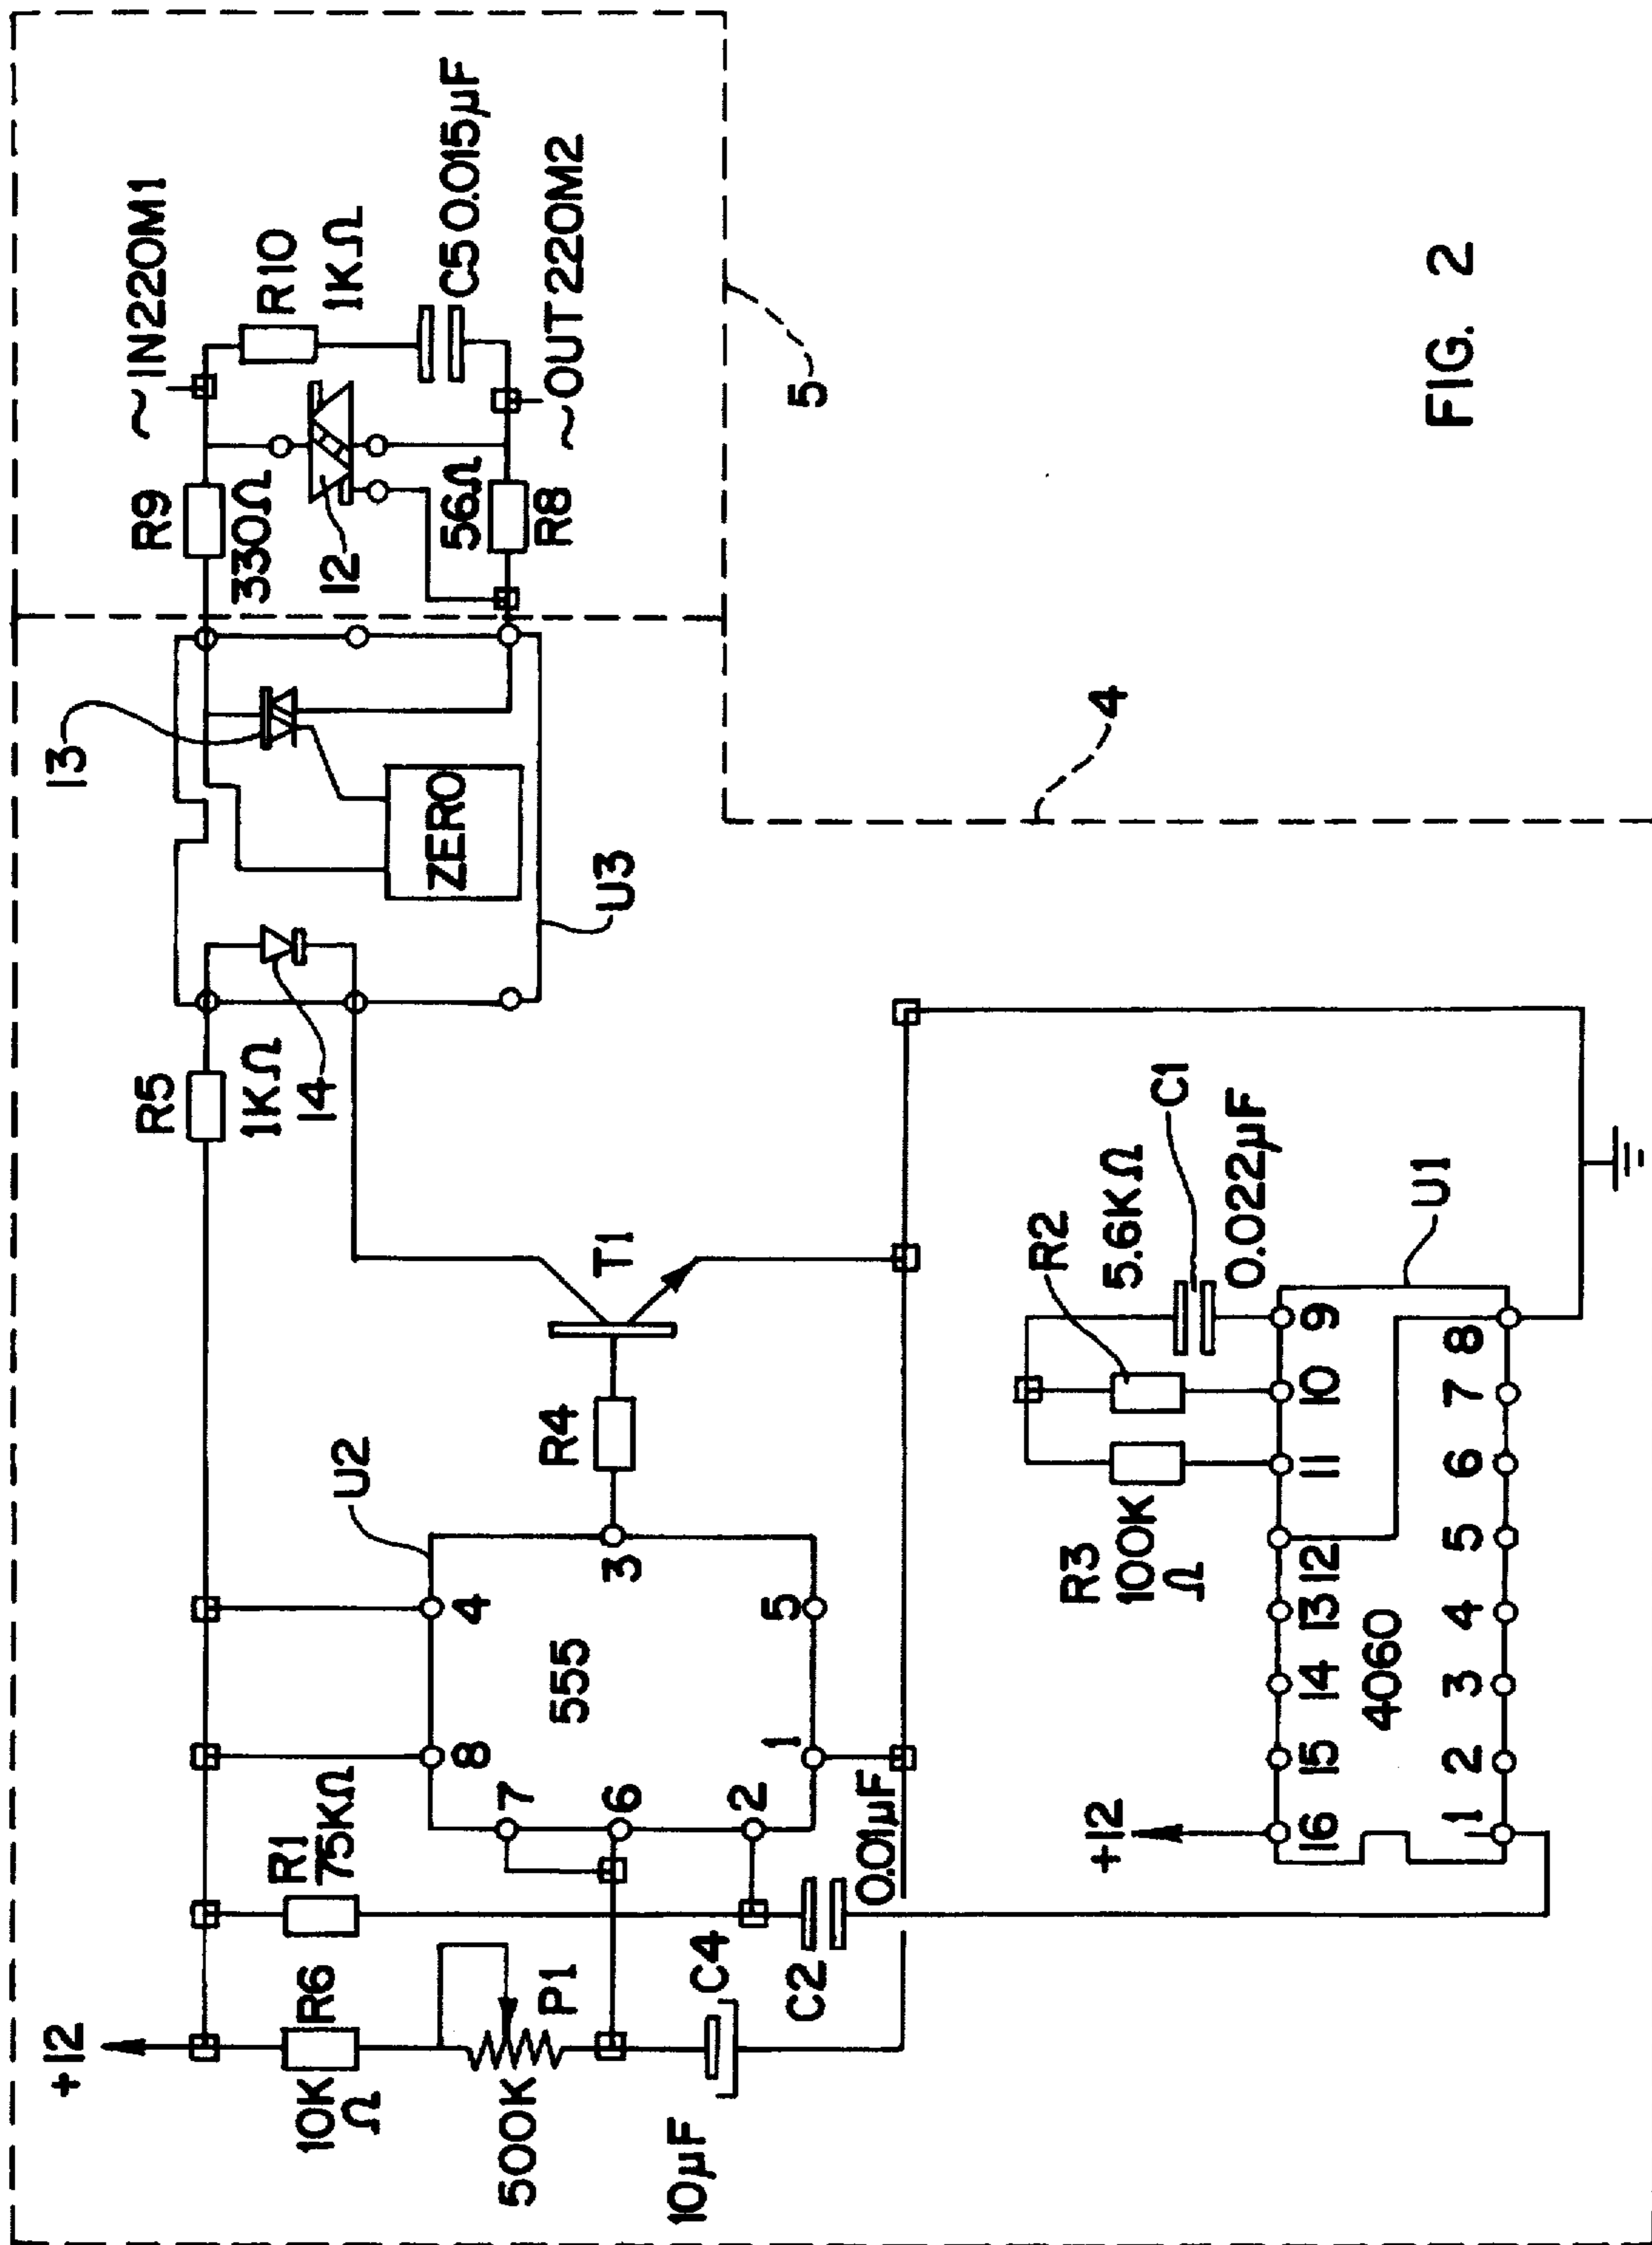 +12
10K
Ω
R6
500K
P1
10µF
C4
R1
75KΩ
C2
0.01µF
U2
8
4
7
6
2
555
3
1
5
R4
T1
R5
1KΩ
14
13
ZERO
U3
R9
330Ω
12
56Ω
R8
~IN220M1
R10
1KΩ
C5 0.015µF
~OUT220M2
5
4
+12
R3
100K
Ω
R2
5.6KΩ
C1
0.022µF
16
15
14
13
12
11
10
9
4060
U1
1
2
3
4
5
6
7
8
FIG. 2